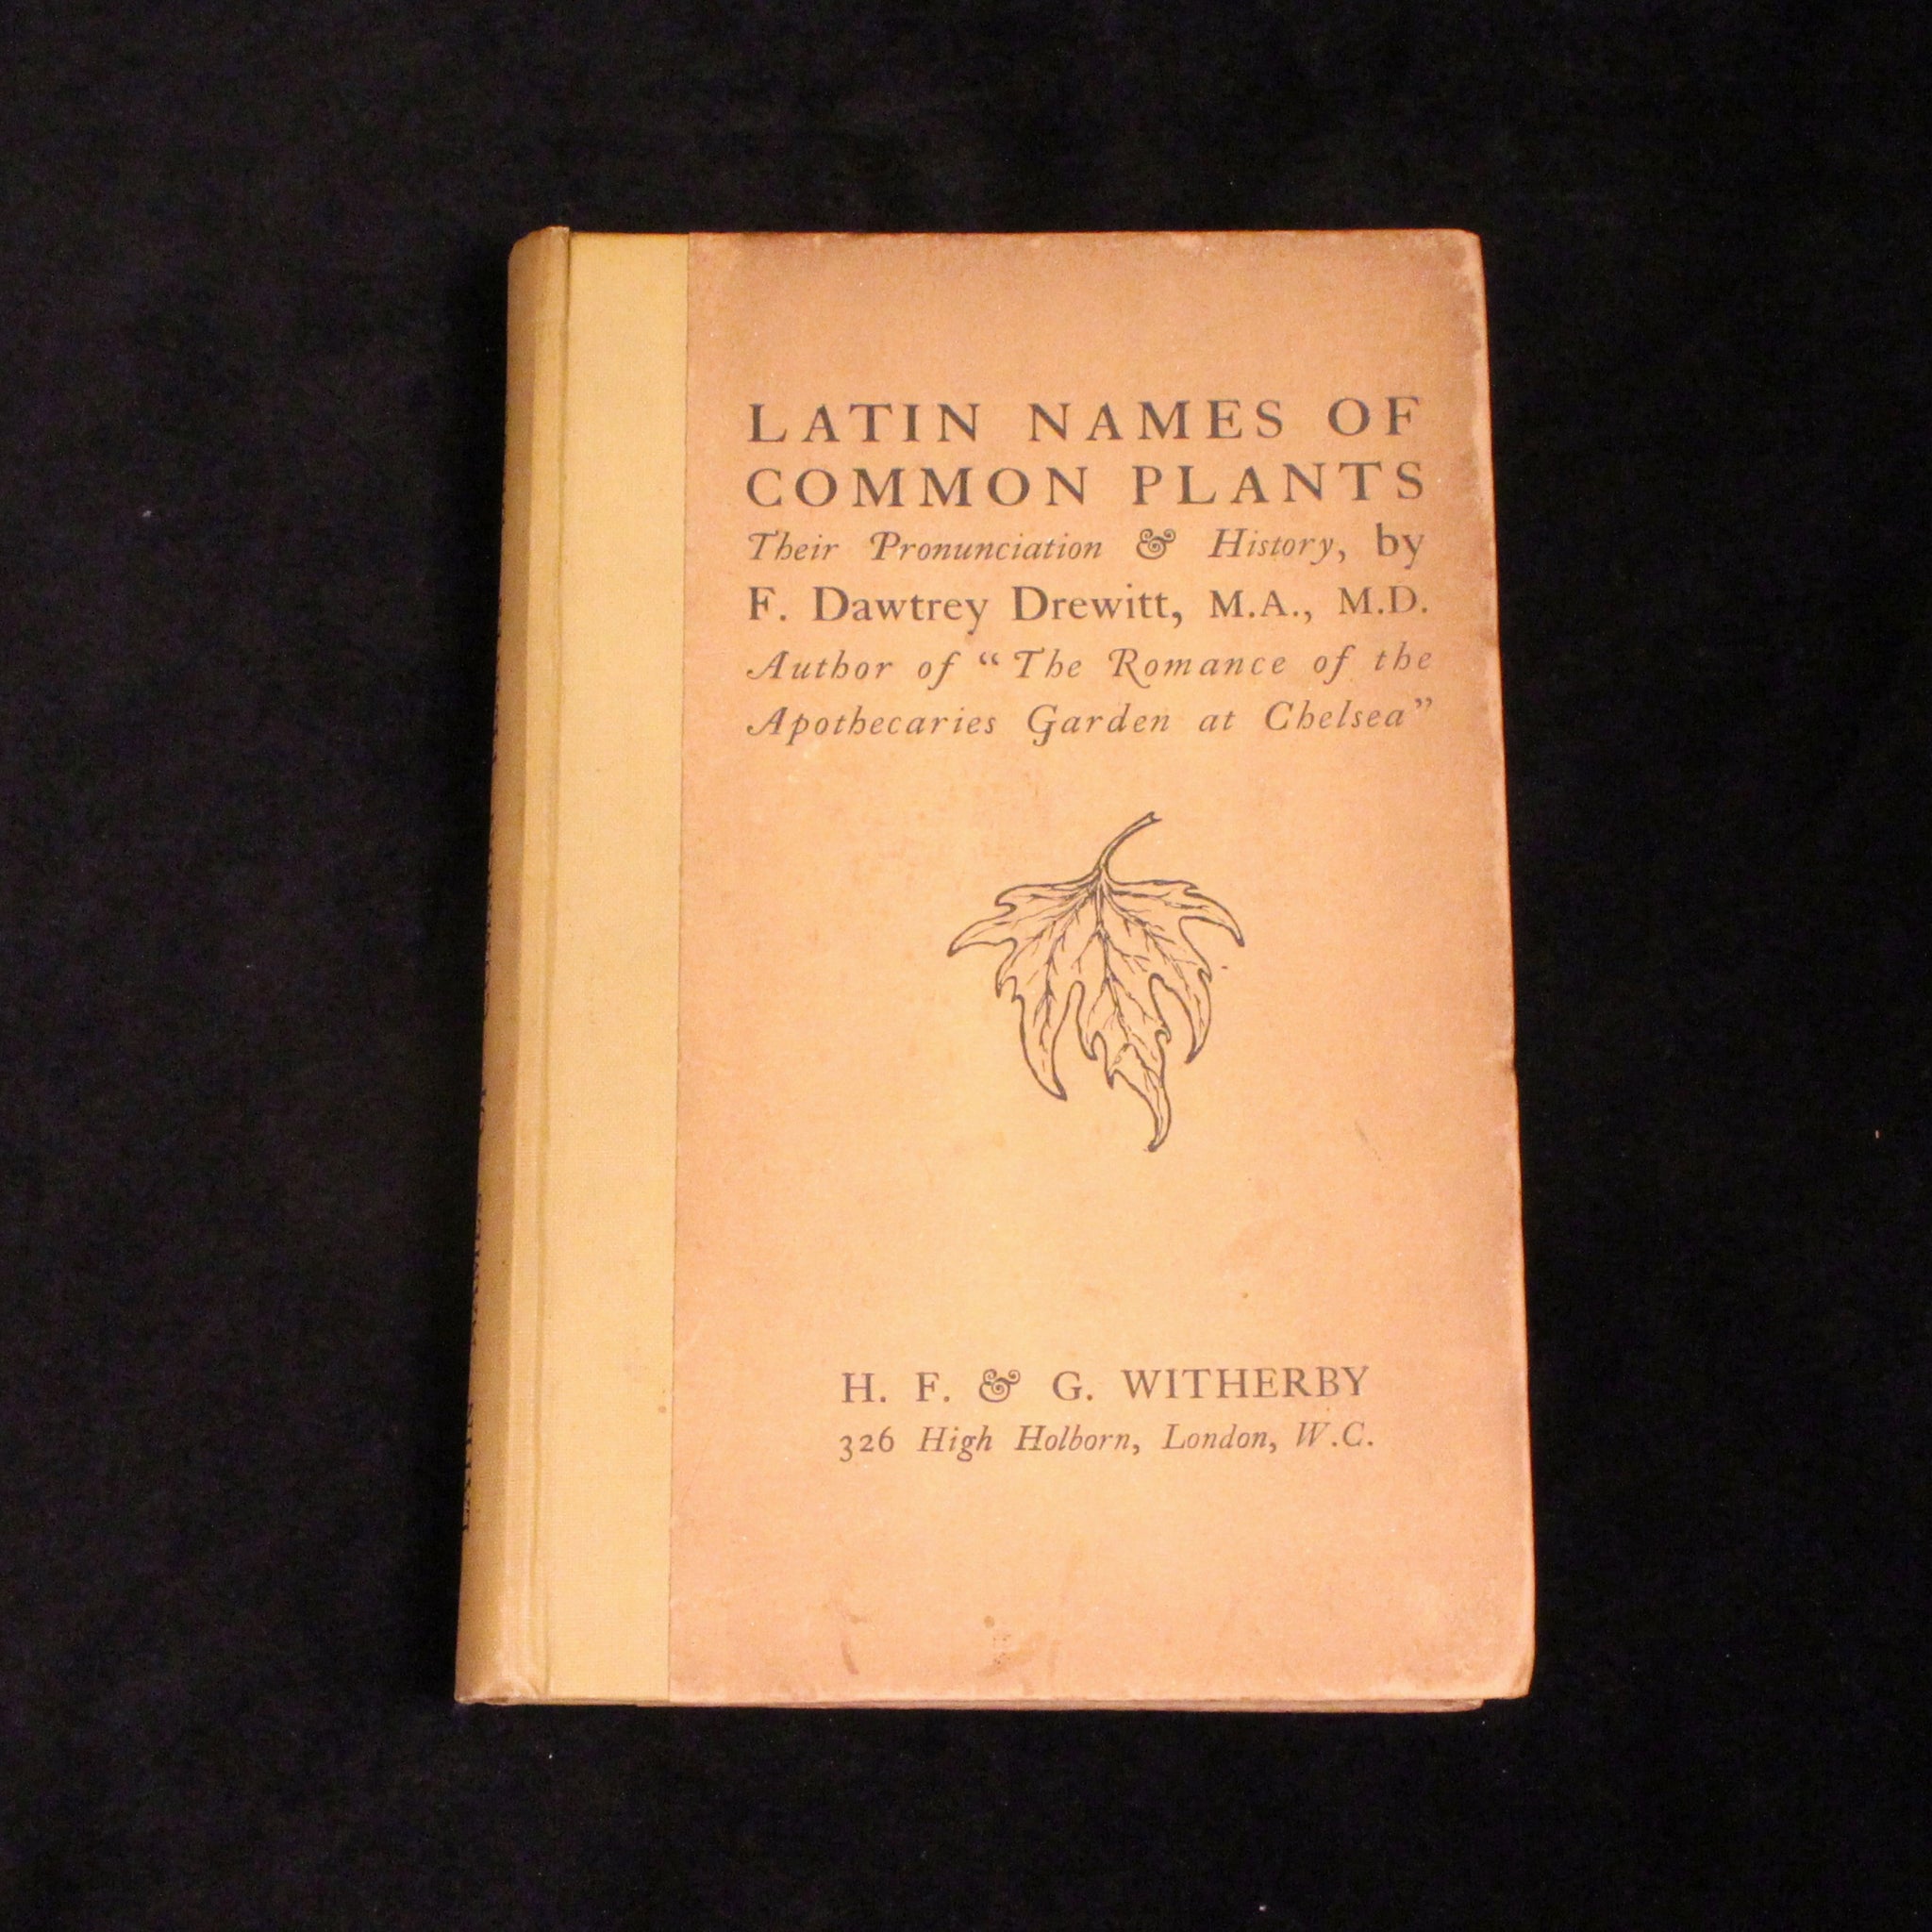 LATIN NAMES OF
COMMON PLANTS
Their Pronunciation & History, by
F. Dawtrey Drewitt, M.A., M.D.
Author of "The Romance of the
Apothecaries Garden at Chelsea"
H. F. & G. WITHERBY
326 High Holborn, London, W.C.